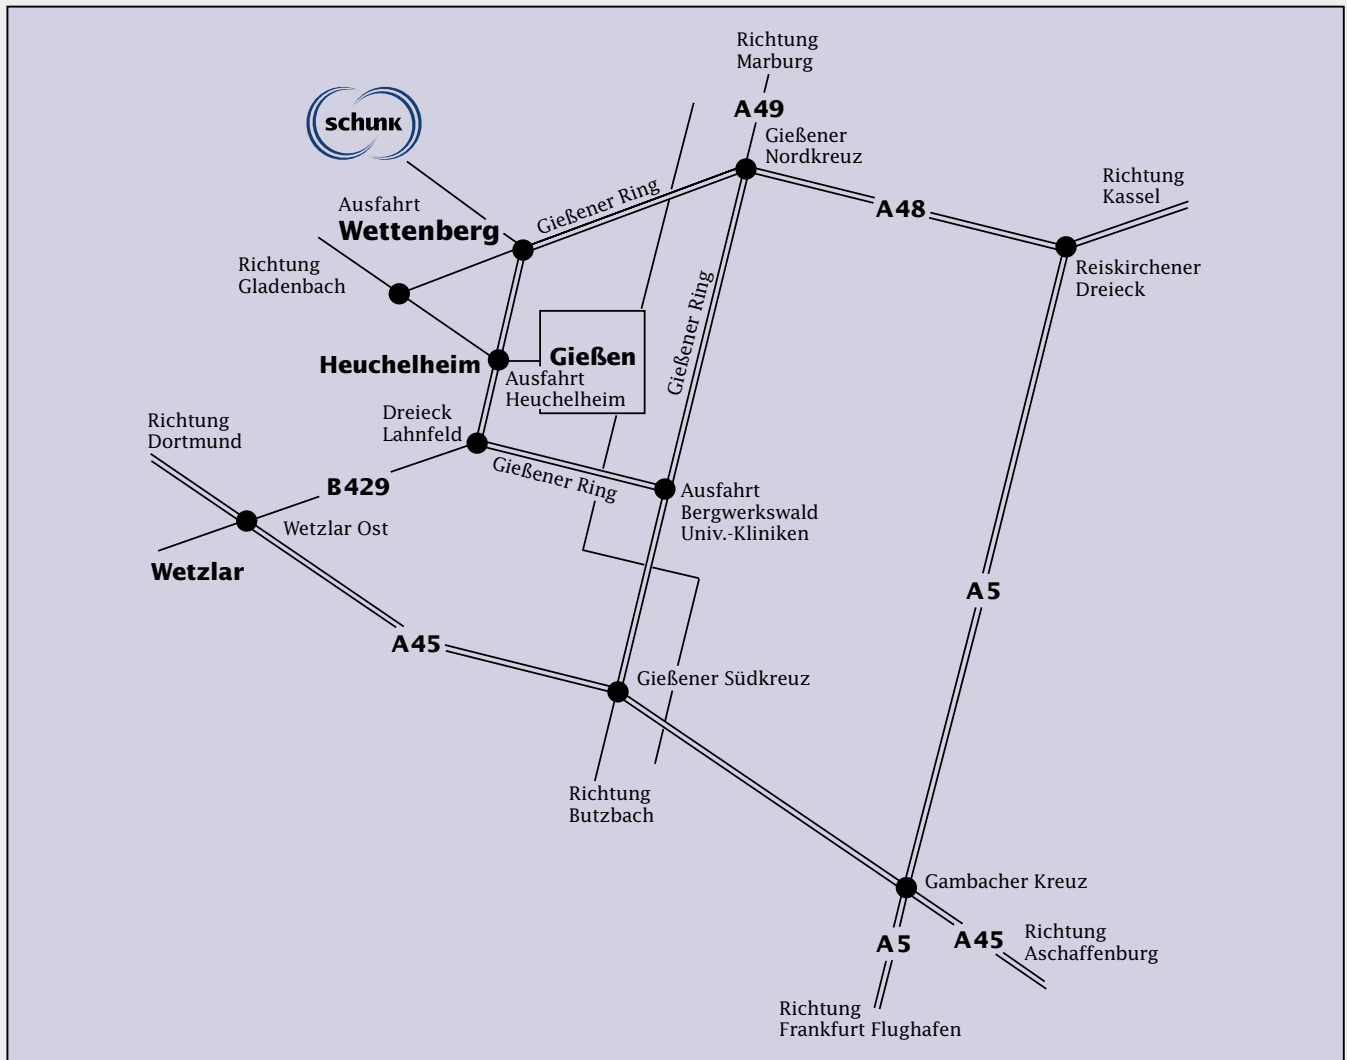 Richtung
Marburg
A49
schunk
Gießener
Nordkreuz
Richtung
Kassel
Gießener Ring
A48
Ausfahrt
Wettenberg
Richtung
Gladenbach
Reiskirchener
Dreieck
Gießener Ring
Gießen
Heuchelheim
Ausfahrt
Heuchelheim
Dreieck
Lahnfeld
Richtung
Dortmund
Gießener Ring
B429
Ausfahrt
Bergwerkswald
Univ.-Kliniken
Wetzlar Ost
Wetzlar
A5
A45
Gießener Südkreuz
Richtung
Butzbach
Gambacher Kreuz
A5
A45
Richtung
Aschaffenburg
Richtung
Frankfurt Flughafen